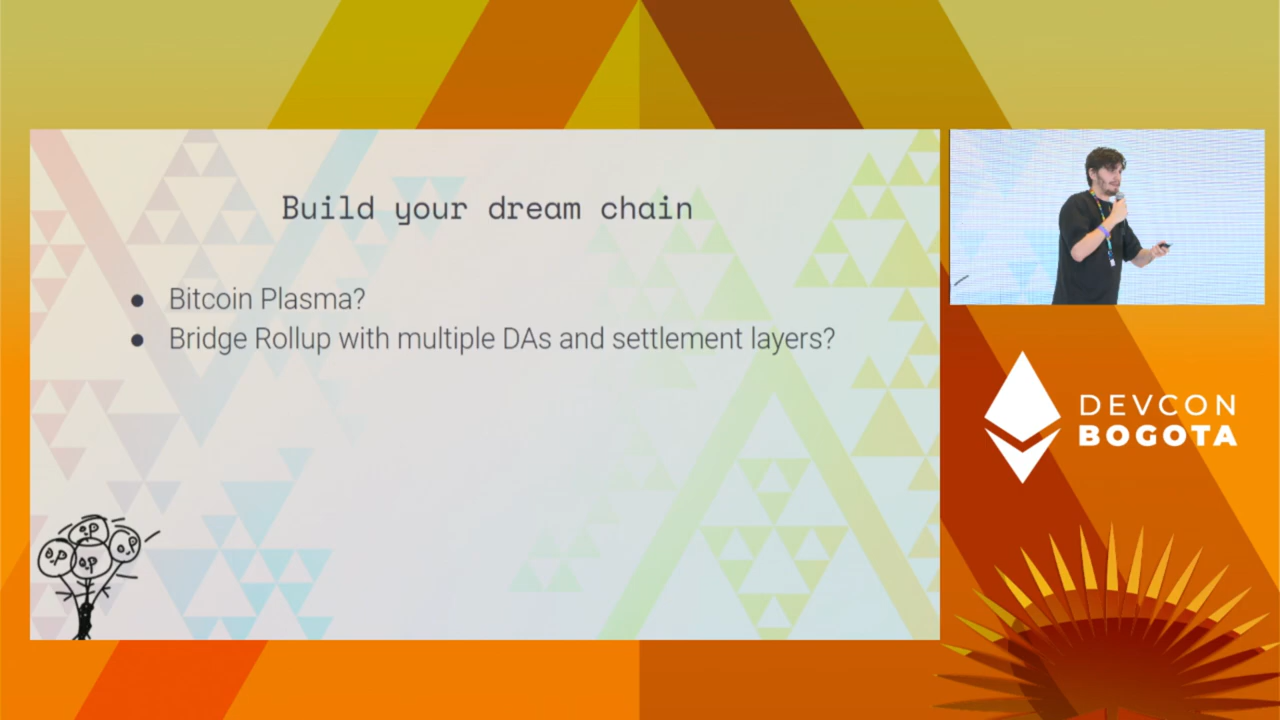 Build your dream chain
● Bitcoin Plasma?
● Bridge Rollup with multiple DAs and settlement layers?
DEVCON
BOGOTA
o,p
o,p
o,p
o,p